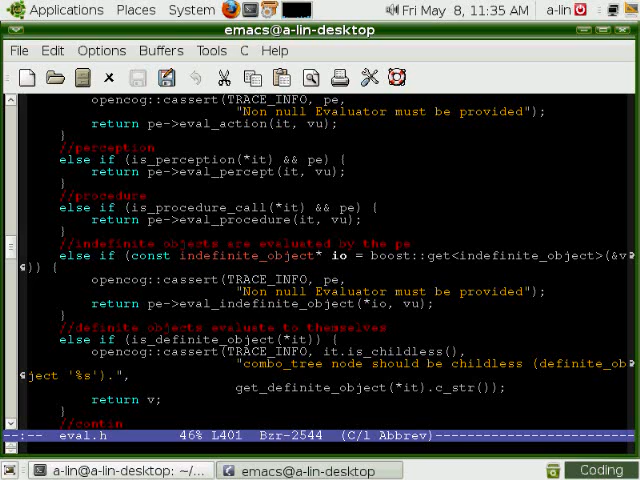 Applications Places System Fri May 8, 11:35 AM a-lin
emacs@a-lin-desktop
File Edit Options Buffers Tools C Help
opencog::cassert(TRACE_INFO, pe,
"Non null Evaluator must be provided");
return pe->eval_action(it, vu);
}
//perception
else if (is_perception(*it) && pe) {
return pe->eval_percept(it, vu);
}
//procedure
else if (is_procedure_call(*it) && pe) {
return pe->eval_procedure(it, vu);
}
//indefinite objects are evaluated by the pe
else if (const indefinite_object* io = boost::get<indefinite_object>(&v
)) {
opencog::cassert(TRACE_INFO, pe,
"Non null Evaluator must be provided");
return pe->eval_indefinite_object(*io, vu);
}
//definite objects evaluate to themselves
else if (is_definite_object(*it)) {
opencog::cassert(TRACE_INFO, it.is_childless(),
"combo_tree node should be childless (definite_ob
ject '%s').",
get_definite_object(*it).c_str());
return v;
}
//contin
--:-- eval.h 46% L401 Bzr-2544 (C/l Abbrev)
a-lin@a-lin-desktop: ~/... emacs@a-lin-desktop Coding